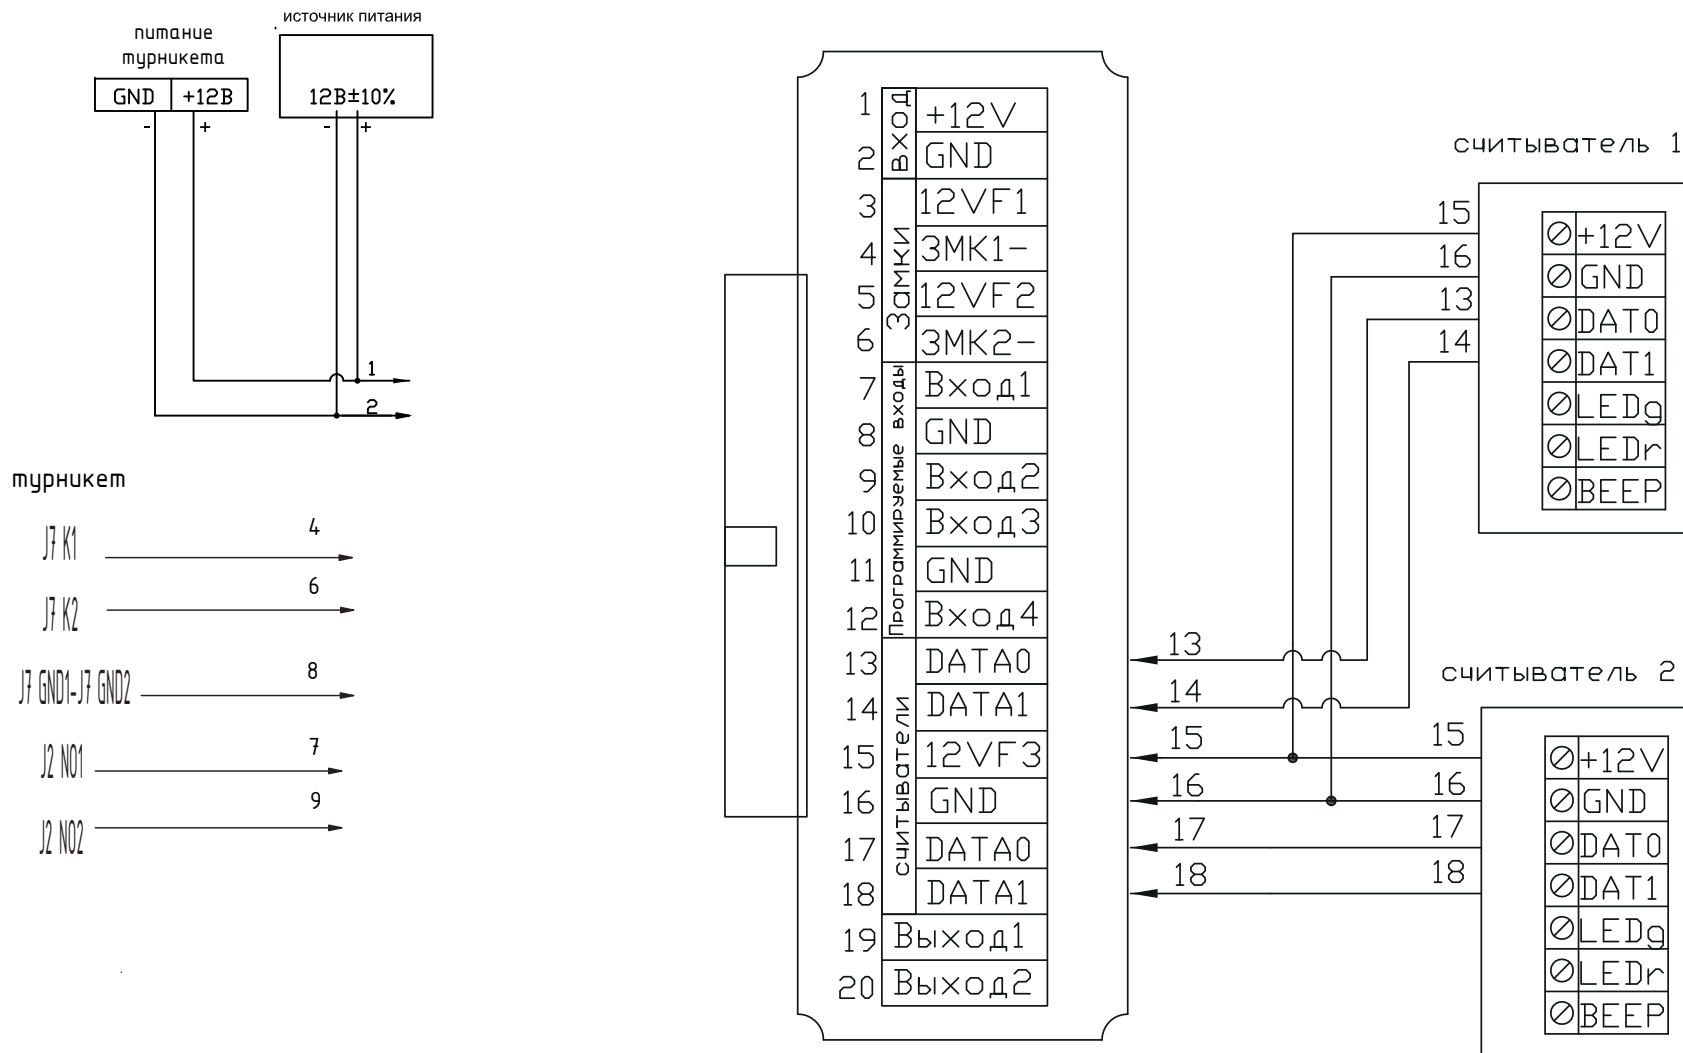 источник питания
питание
турникета
GND +12В
12В±10%
- +
- +
1
2
турникет
J7 K1 4
J7 K2 6
J7 GND1-J7 GND2 8
J2 NO1 7
J2 NO2 9
вход
1 +12V
2 GND
Замки
3 12VF1
4 ЗМК1-
5 12VF2
6 ЗМК2-
Программируемые входы
7 Вход1
8 GND
9 Вход2
10 Вход3
11 GND
12 Вход4
считыватели
13 DATA0
14 DATA1
15 12VF3
16 GND
17 DATA0
18 DATA1
19 Выход1
20 Выход2
13
14
15
16
17
18
считыватель 1
15 +12V
16 GND
13 DAT0
14 DAT1
LEDg
LEDr
BEEP
считыватель 2
15 +12V
16 GND
17 DAT0
18 DAT1
LEDg
LEDr
BEEP